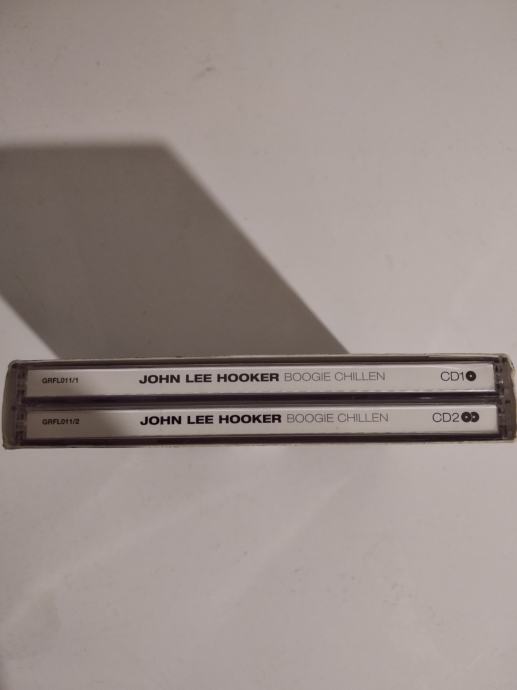 GRFL011/1 JOHN LEE HOOKER BOOGIE CHILLEN CD1
GRFL011/2 JOHN LEE HOOKER BOOGIE CHILLEN CD2